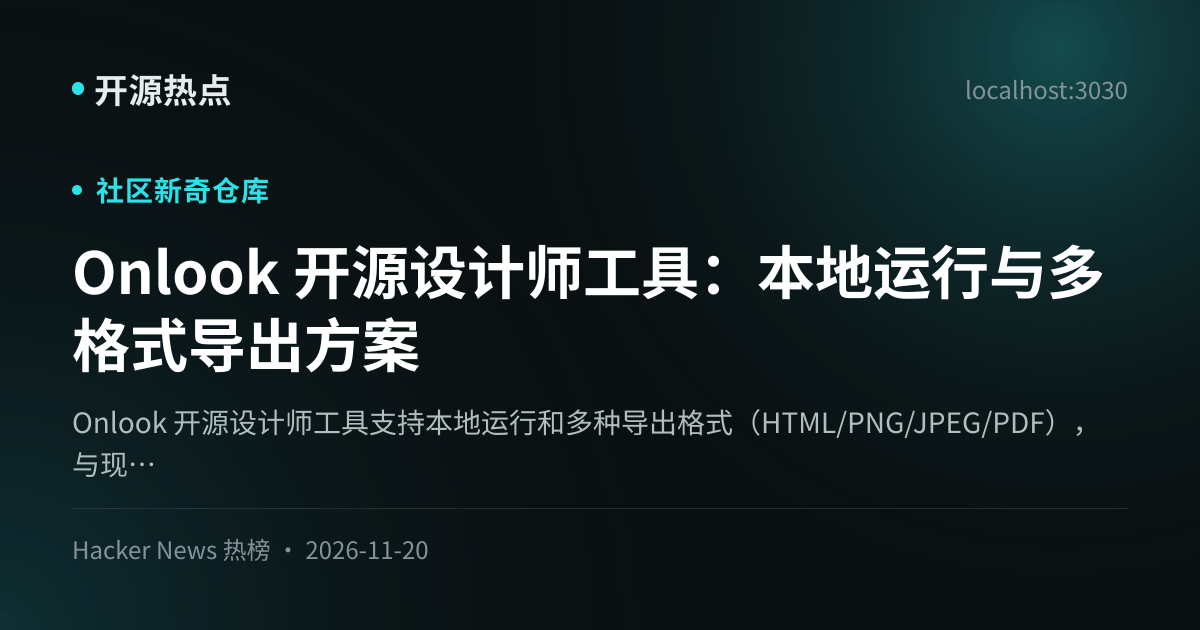 开源热点
localhost:3030
社区新奇仓库
Onlook 开源设计师工具：本地运行与多
格式导出方案
Onlook 开源设计师工具支持本地运行和多种导出格式（HTML/PNG/JPEG/PDF），
与现…
Hacker News 热榜 · 2026-11-20